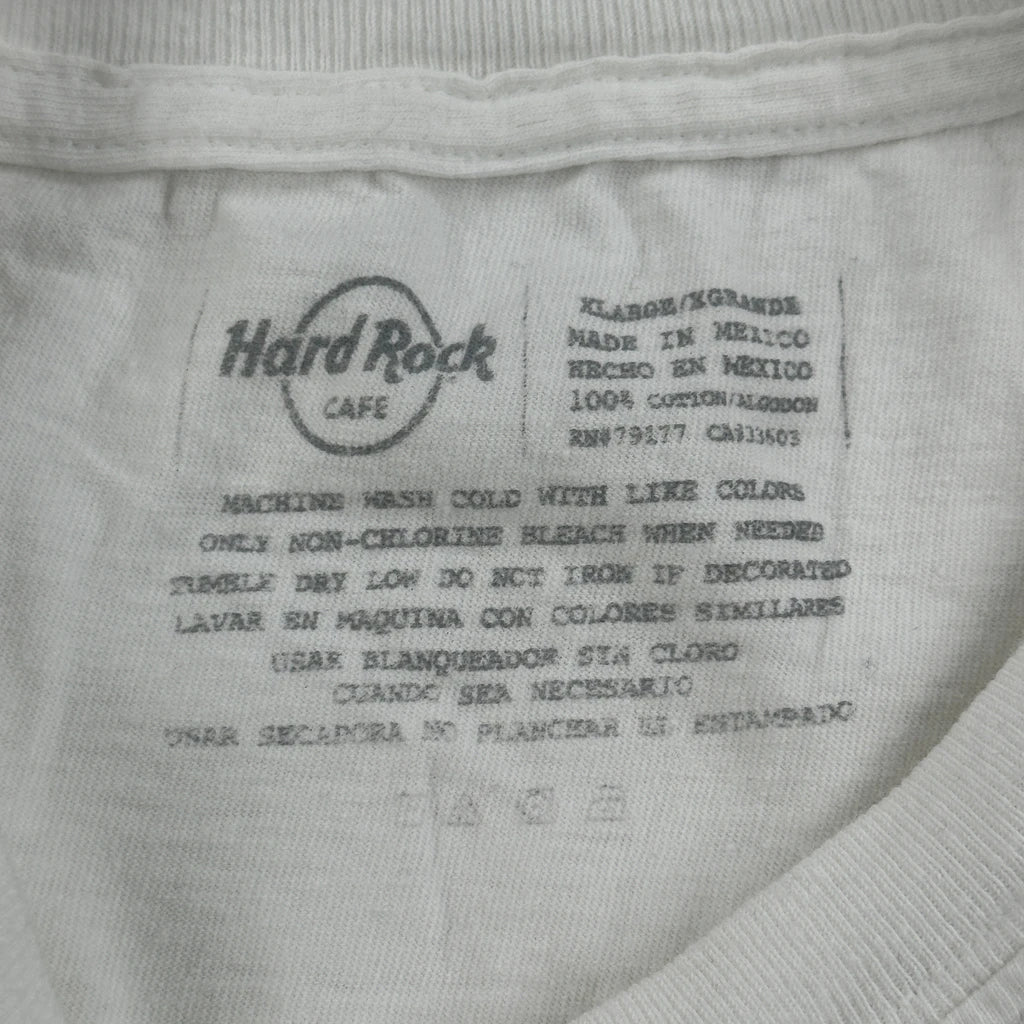 Hard Rock
CAFE
XLARGE/XGRANDE
MADE IN MEXICO
HECHO EN MEXICO
100% COTTON/ALGODON
RN#79177 CA#13603
MACHINE WASH COLD WITH LIKE COLORS
ONLY NON-CHLORINE BLEACH WHEN NEEDED
TUMBLE DRY LOW DO NOT IRON IF DECORATED
LAVAR EN MAQUINA CON COLORES SIMILARES
USAR BLANQUEADOR SIN CLORO
CUANDO SEA NECESARIO
USAR SECADORA NO PLANCHAR EL ESTAMPADO